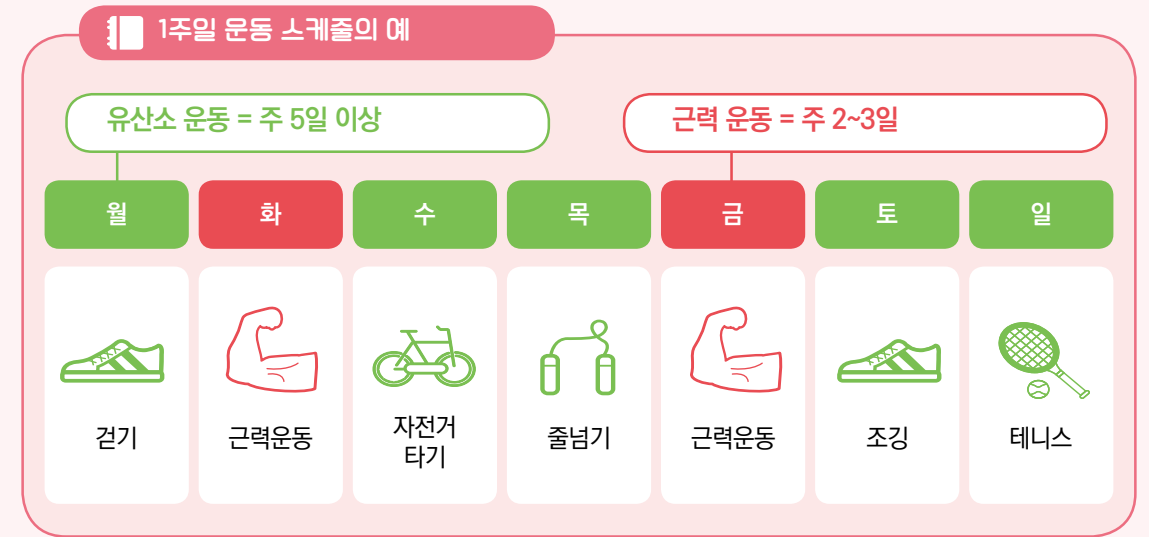 1주일 운동 스케줄의 예
유산소 운동 = 주 5일 이상
근력 운동 = 주 2~3일
월
화
수
목
금
토
일
걷기
근력운동
자전거
타기
줄넘기
근력운동
조깅
테니스